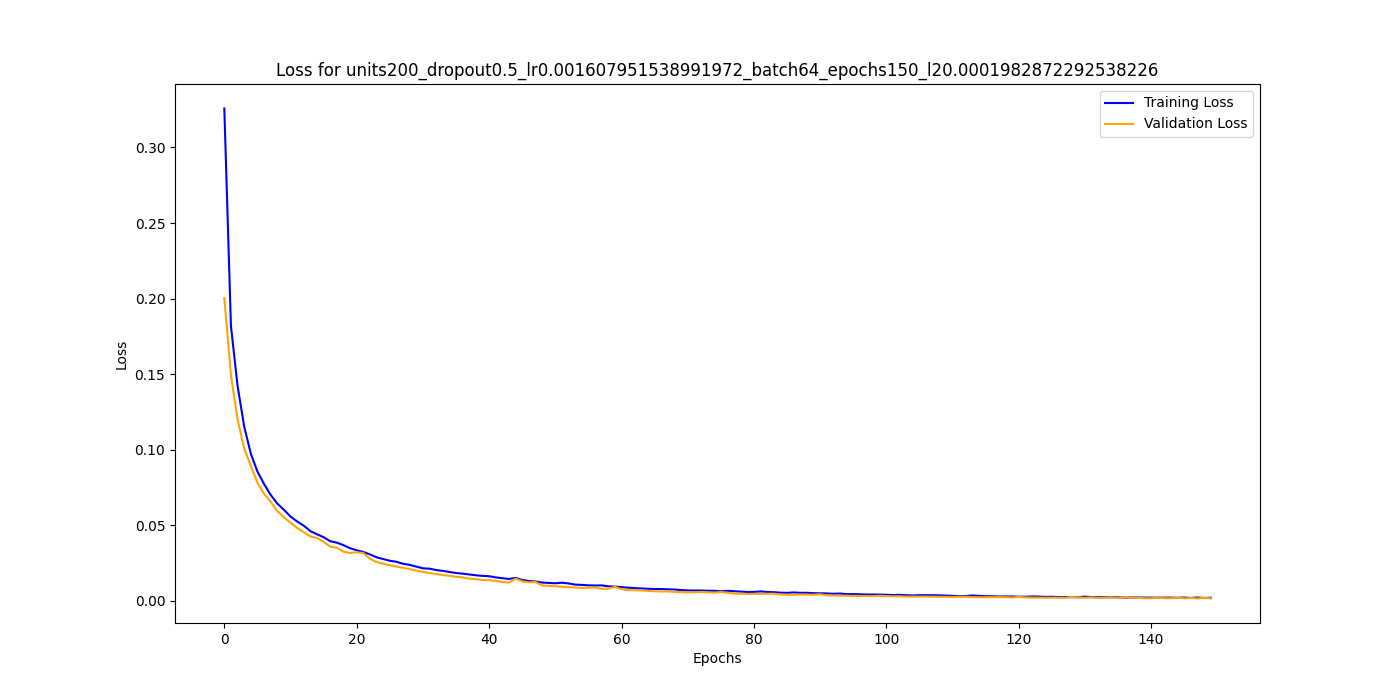 Loss for units200_dropout0.5_lr0.001607951538991972_batch64_epochs150_l20.0001982872292538226
Training Loss
Validation Loss
0.30
0.25
0.20
0.15
0.10
0.05
0.00
Loss
0 20 40 60 80 100 120 140
Epochs